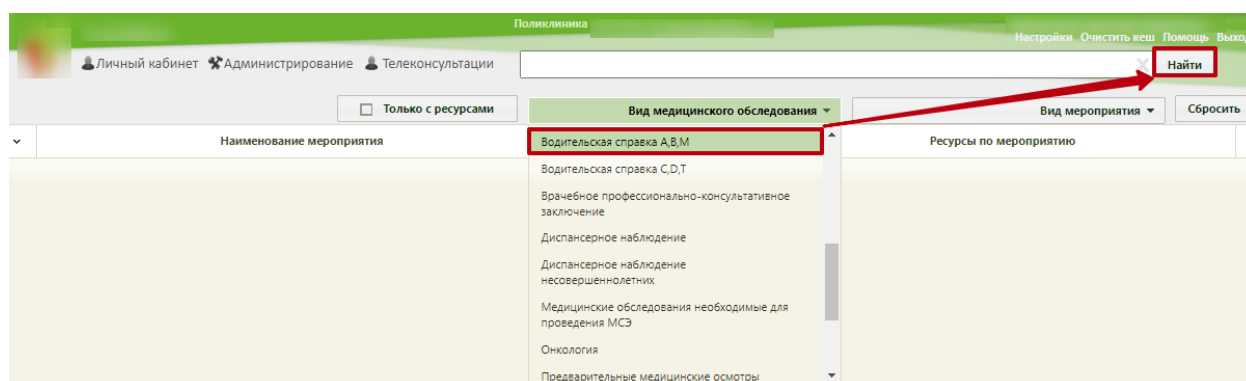 Поликлиника
Настройки Очистить кеш Помощь Выход
Личный кабинет Администрирование Телеконсультации X Найти
Только с ресурсами Вид медицинского обследования Вид мероприятия Сбросить
Наименование мероприятия Ресурсы по мероприятию
Водительская справка A,B,M
Водительская справка C,D,T
Врачебное профессионально-консультативное
заключение
Диспансерное наблюдение
Диспансерное наблюдение
несовершеннолетних
Медицинские обследования необходимые для
проведения МСЭ
Онкология
Предварительные медицинские осмотры